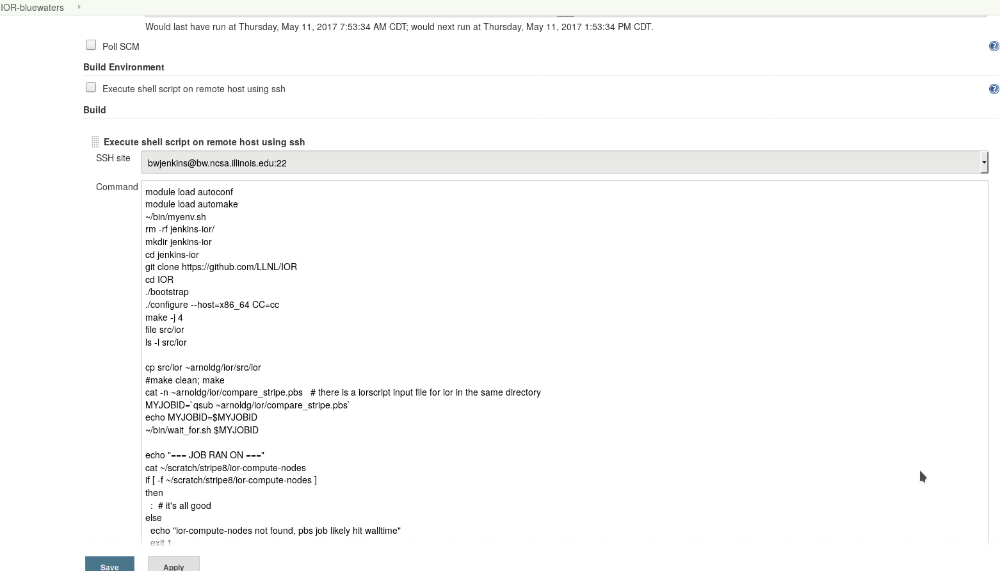 IOR-bluewaters
Would last have run at Thursday, May 11, 2017 7:53:34 AM CDT; would next run at Thursday, May 11, 2017 1:53:34 PM CDT.
Poll SCM
Build Environment
Execute shell script on remote host using ssh
Build
Execute shell script on remote host using ssh
SSH site
bwjenkins@bw.ncsa.illinois.edu:22
Command
module load autoconf
module load automake
~/bin/myenv.sh
rm -rf jenkins-ior/
mkdir jenkins-ior
cd jenkins-ior
git clone https://github.com/LLNL/IOR
cd IOR
./bootstrap
./configure --host=x86_64 CC=cc
make -j 4
file src/ior
ls -l src/ior

cp src/ior ~arnoldg/ior/src/ior
#make clean; make
cat -n ~arnoldg/ior/compare_stripe.pbs   # there is a iorscript input file for ior in the same directory
MYJOBID=`qsub ~arnoldg/ior/compare_stripe.pbs`
echo MYJOBID=$MYJOBID
~/bin/wait_for.sh $MYJOBID

echo "=== JOB RAN ON ==="
cat ~/scratch/stripe8/ior-compute-nodes
if [ -f ~/scratch/stripe8/ior-compute-nodes ]
then
  :  # it's all good
else
  echo "ior-compute-nodes not found, pbs job likely hit walltime"
  exit 1
Save
Apply